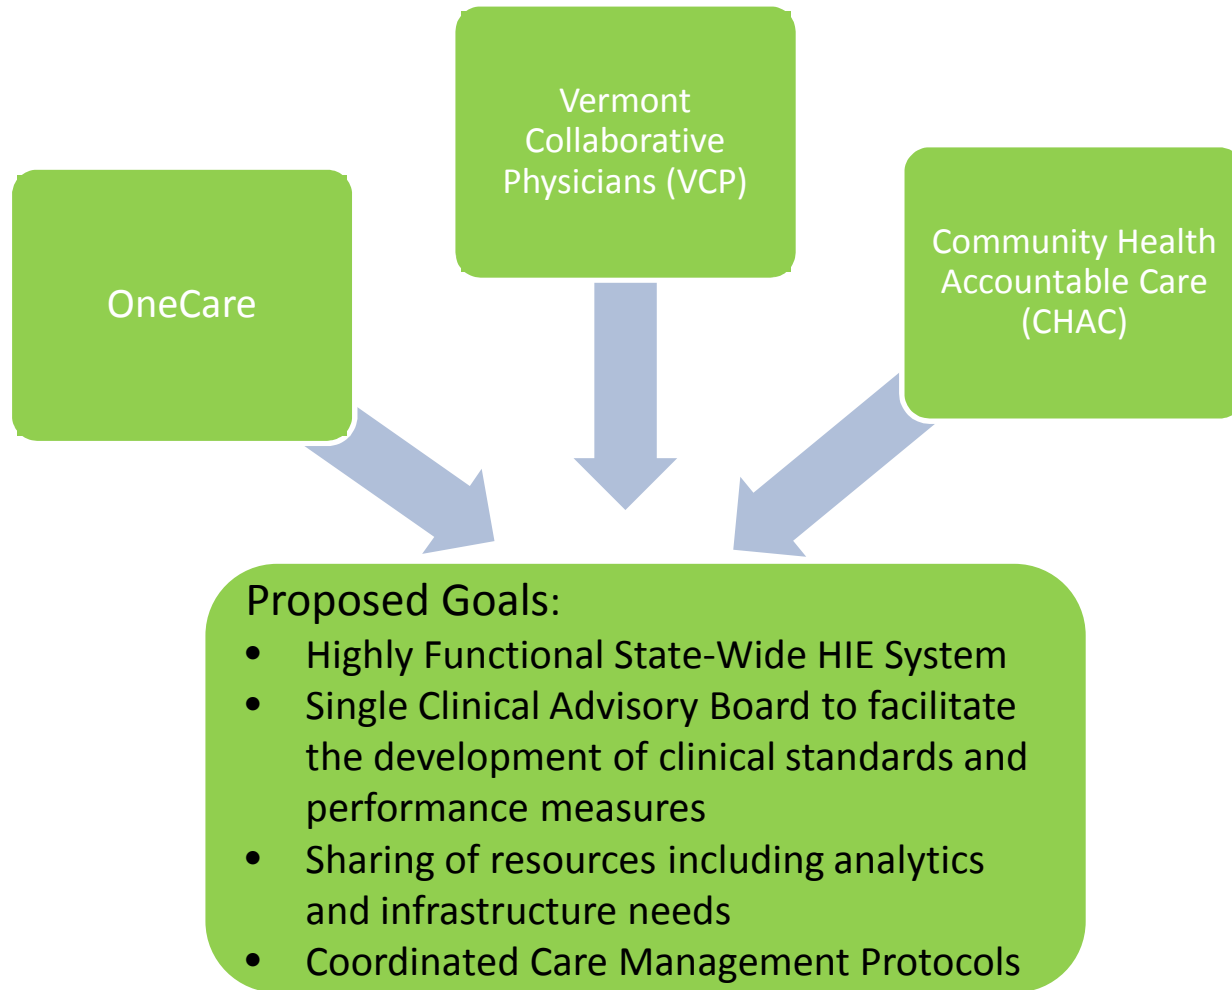 OneCare
Vermont
Collaborative
Physicians (VCP)
Community Health
Accountable Care
(CHAC)
Proposed Goals:
• Highly Functional State-Wide HIE System
• Single Clinical Advisory Board to facilitate
the development of clinical standards and
performance measures
• Sharing of resources including analytics
and infrastructure needs
• Coordinated Care Management Protocols